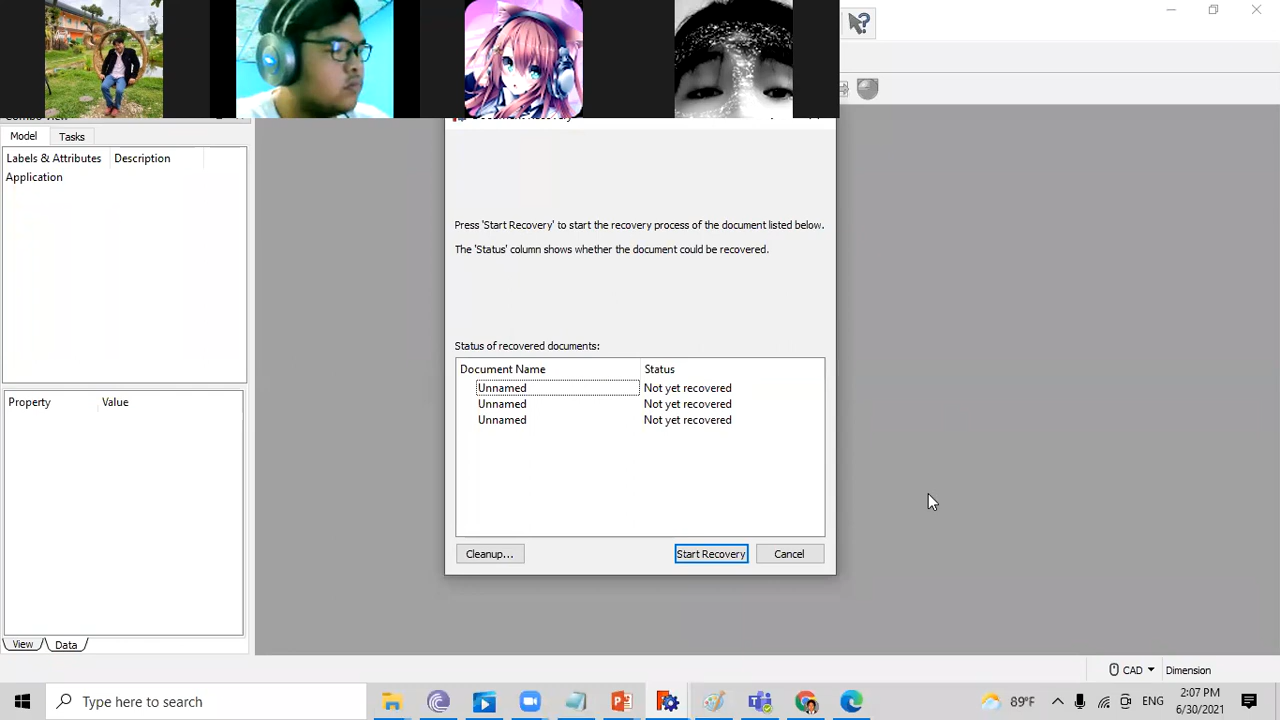 Model
Tasks
Labels & Attributes
Description
Application
Press 'Start Recovery' to start the recovery process of the document listed below.
The 'Status' column shows whether the document could be recovered.
Status of recovered documents:
Document Name
Status
Unnamed
Not yet recovered
Unnamed
Not yet recovered
Unnamed
Not yet recovered
Property
Value
Cleanup...
Start Recovery
Cancel
View
Data
CAD
Dimension
Type here to search
89°F
ENG
2:07 PM
6/30/2021